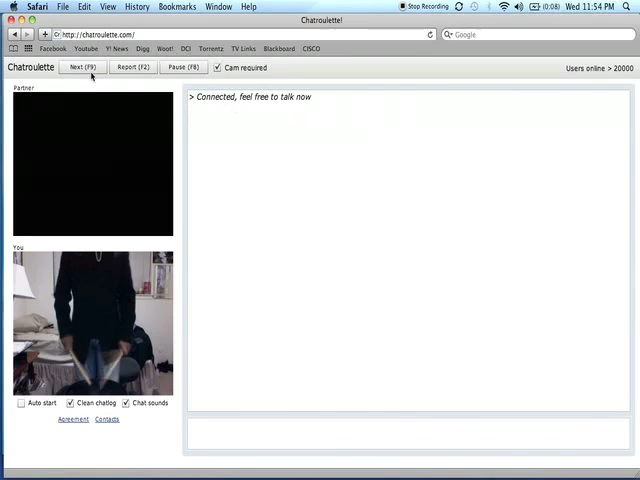 Safari File Edit View History Bookmarks Window Help Stop Recording (0:08) Wed 11:54 PM
Chatroulette!
http://chatroulette.com/ Google
Facebook Youtube Y! News Digg Woot! DCI Torrentz TV Links Blackboard CISCO
Chatroulette Next (F9) Report (F2) Pause (F8) Cam required Users online > 20000
Partner
> Connected, feel free to talk now
You
Auto start Clean chatlog Chat sounds
Agreement Contacts